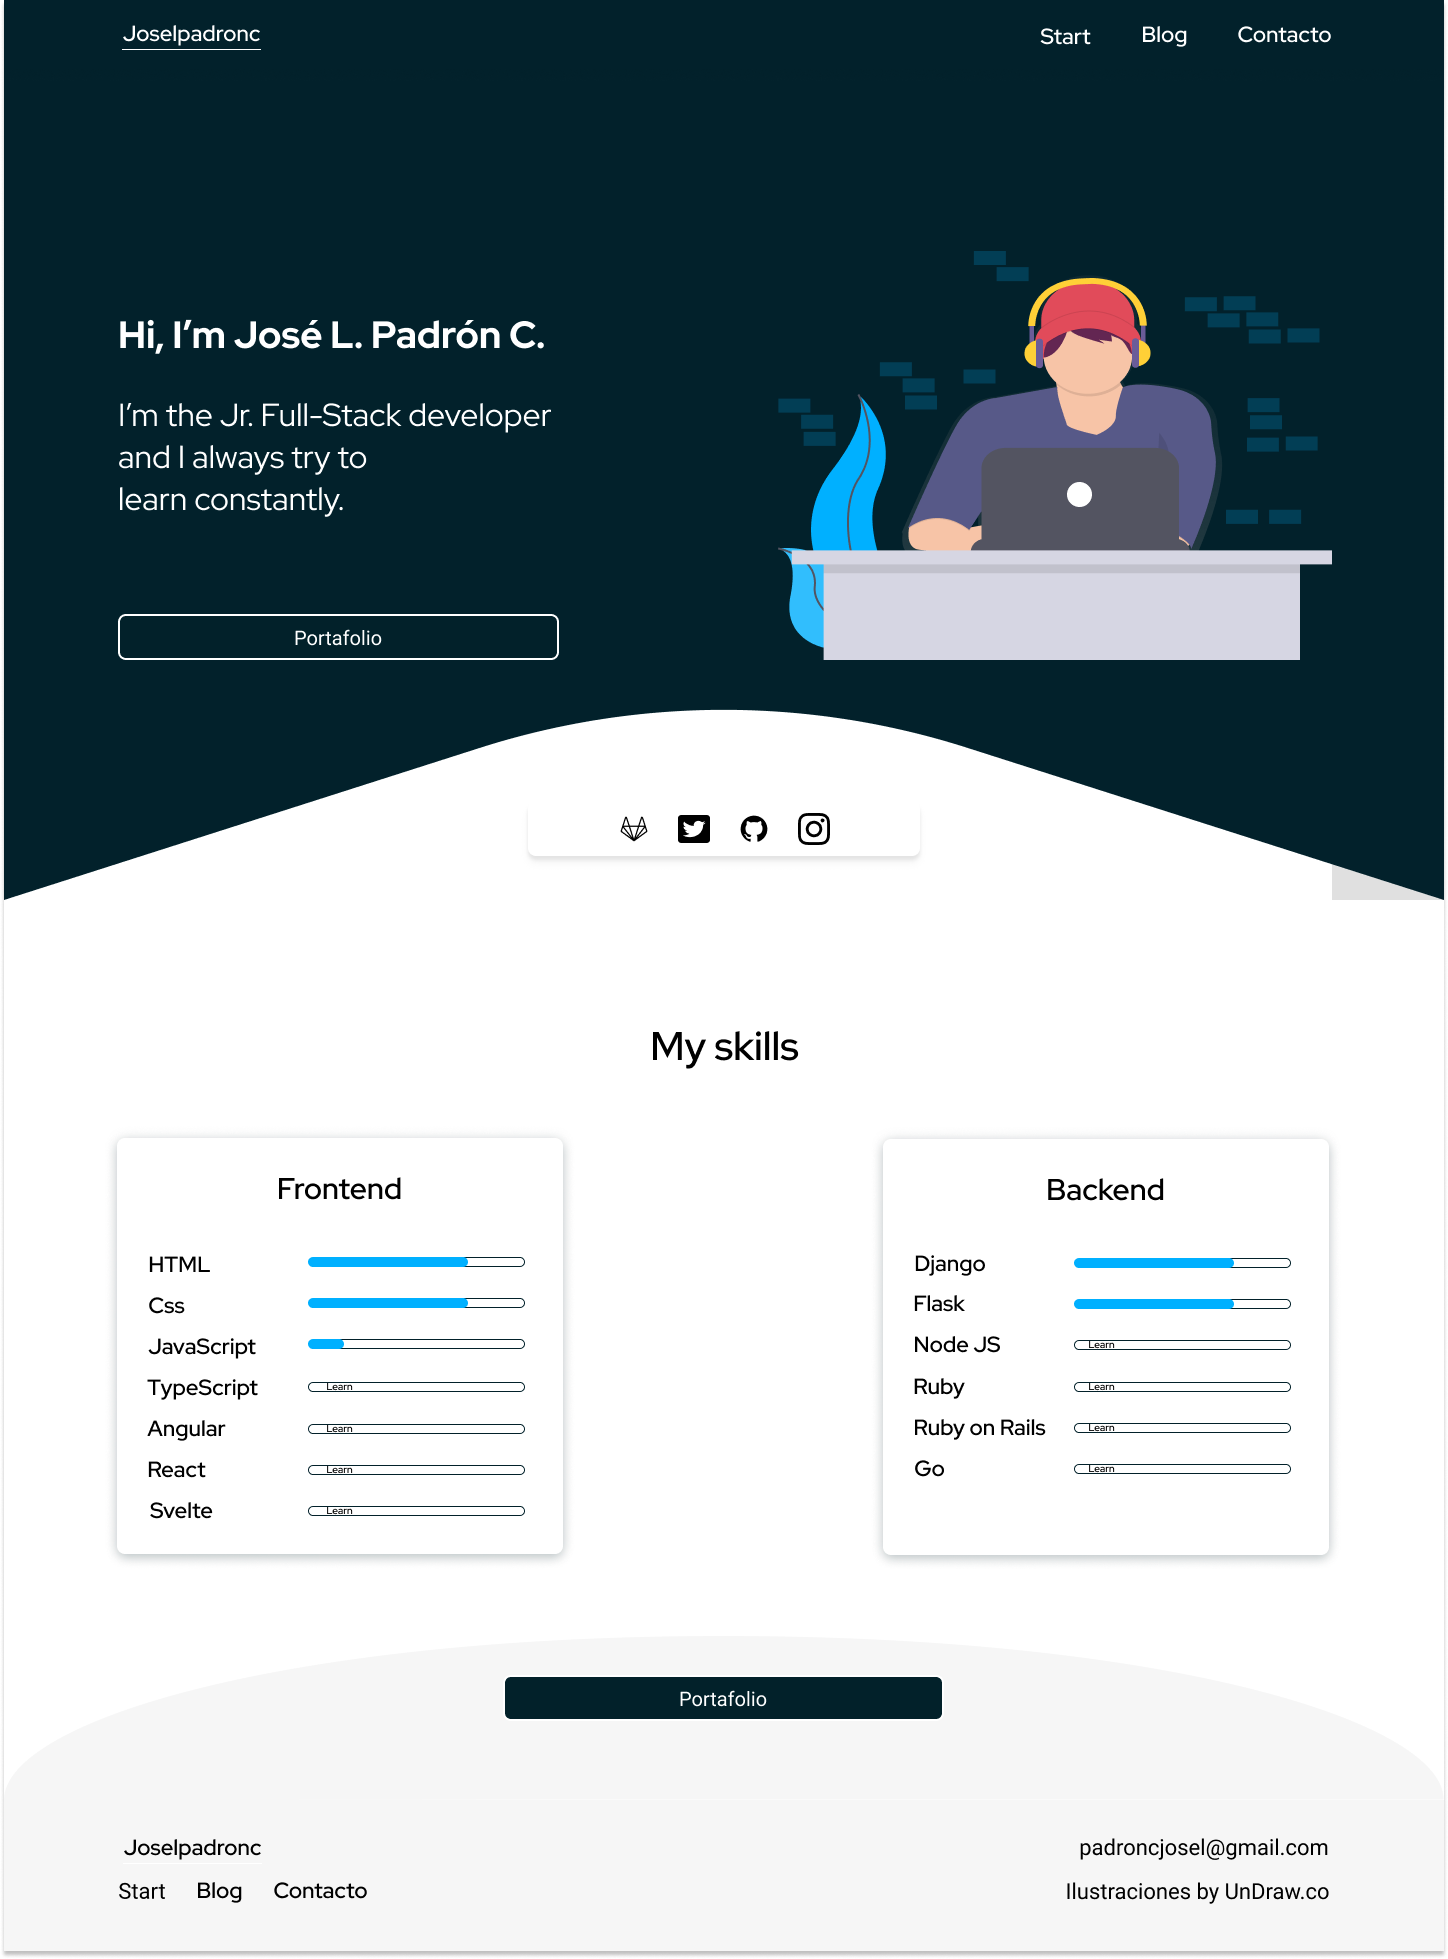 Joselpadronc
Start Blog Contacto
Hi, I’m José L. Padrón C.
I’m the Jr. Full-Stack developer
and I always try to
learn constantly.
Portafolio
My skills
Frontend
HTML
Css
JavaScript
TypeScript Learn
Angular Learn
React Learn
Svelte Learn
Backend
Django
Flask
Node JS Learn
Ruby Learn
Ruby on Rails Learn
Go Learn
Portafolio
Joselpadronc
Start Blog Contacto
padroncjosel@gmail.com
Ilustraciones by UnDraw.co